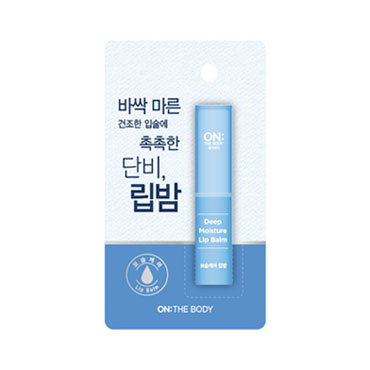 바싹 마른
건조한 입술에
촉촉한
단비,
립밤
ON:
THE BODY
Deep
Moisture
Lip Balm
보습케어 립밤
보습케어
Lip Balm
ON:THE BODY